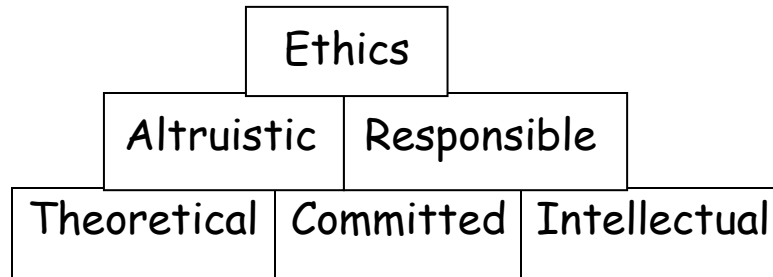 Ethics
Altruistic Responsible
Theoretical Committed Intellectual